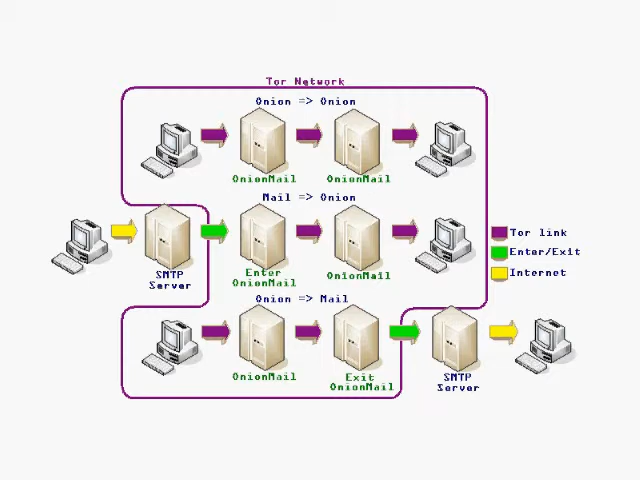 Tor Network
Onion => Onion
OnionMail
OnionMail
Mail => Onion
Tor link
Enter/Exit
Internet
SMTP
Server
Enter
OnionMail
OnionMail
Onion => Mail
OnionMail
Exit
OnionMail
SMTP
Server